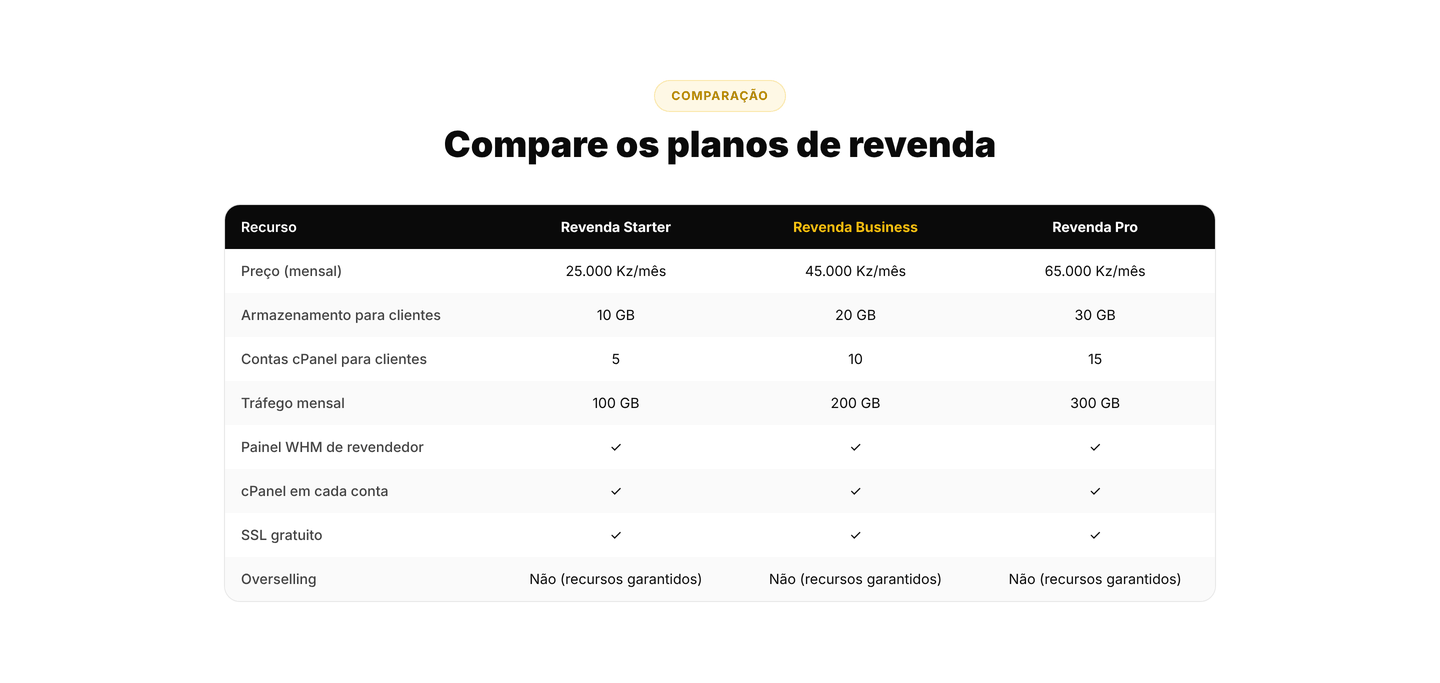 COMPARAÇÃO
Compare os planos de revenda
Recurso Revenda Starter Revenda Business Revenda Pro
Preço (mensal) 25.000 Kz/mês 45.000 Kz/mês 65.000 Kz/mês
Armazenamento para clientes 10 GB 20 GB 30 GB
Contas cPanel para clientes 5 10 15
Tráfego mensal 100 GB 200 GB 300 GB
Painel WHM de revendedor ✓ ✓ ✓
cPanel em cada conta ✓ ✓ ✓
SSL gratuito ✓ ✓ ✓
Overselling Não (recursos garantidos) Não (recursos garantidos) Não (recursos garantidos)